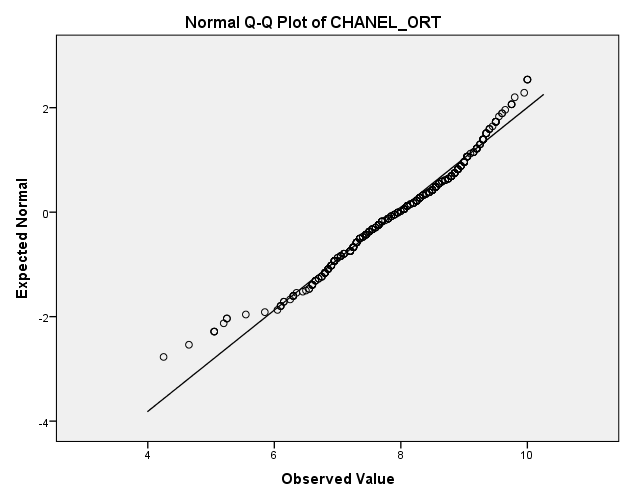 Normal Q-Q Plot of CHANEL_ORT
2
0
-2
-4
Expected Normal
4 6 8 10
Observed Value